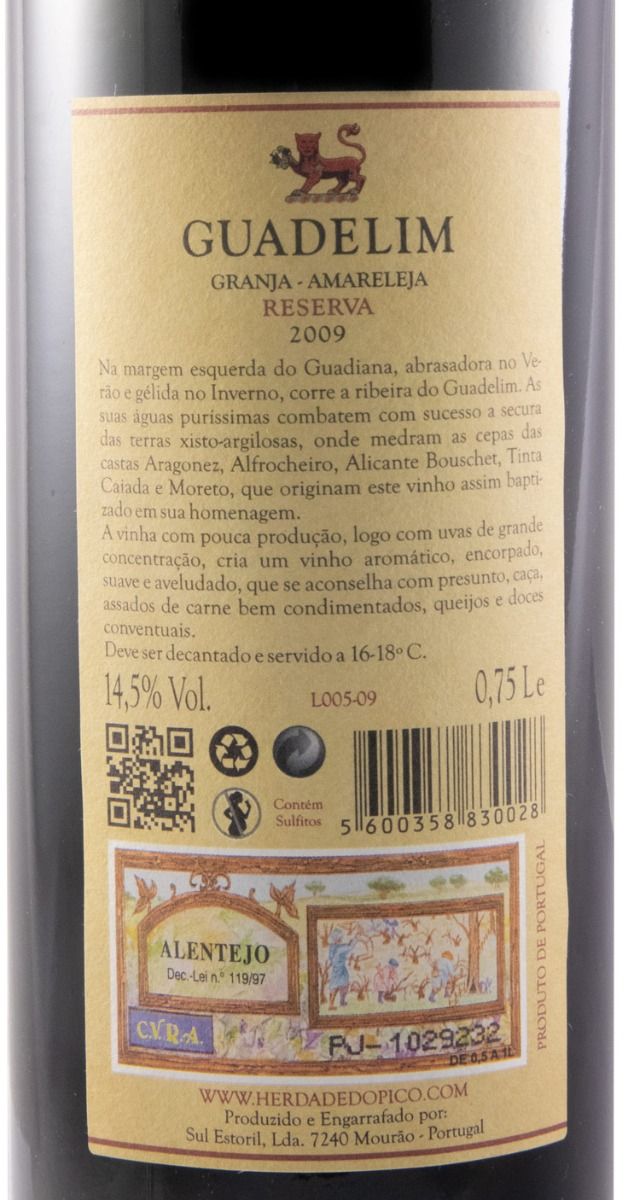 GUADELIM
GRANJA - AMARELEJA
RESERVA
2009
Na margem esquerda do Guadiana, abrasadora no Ve-
rão e gélida no Inverno, corre a ribeira do Guadelim. As
suas águas puríssimas combatem com sucesso a secura
das terras xisto-argilosas, onde medram as cepas das
castas Aragonez, Alfrocheiro, Alicante Bouschet, Tinta
Caiada e Moreto, que originam este vinho assim bapti-
zado em sua homenagem.
A vinha com pouca produção, logo com uvas de grande
concentração, cria um vinho aromático, encorpado,
suave e aveludado, que se aconselha com presunto, caça,
assados de carne bem condimentados, queijos e doces
conventuais.
Deve ser decantado e servido a 16-18º C.
14,5% Vol.
L005-09
0,75 Le
Contém
Sulfitos
5 600358 830028
ALENTEJO
Dec.-Lei n.º 119/97
C.V.R.A.
PJ- 1029232
DE 0,5 A 1L
PRODUTO DE PORTUGAL
WWW.HERDADEDOPICO.COM
Produzido e Engarrafado por:
Sul Estoril, Lda. 7240 Mourão - Portugal